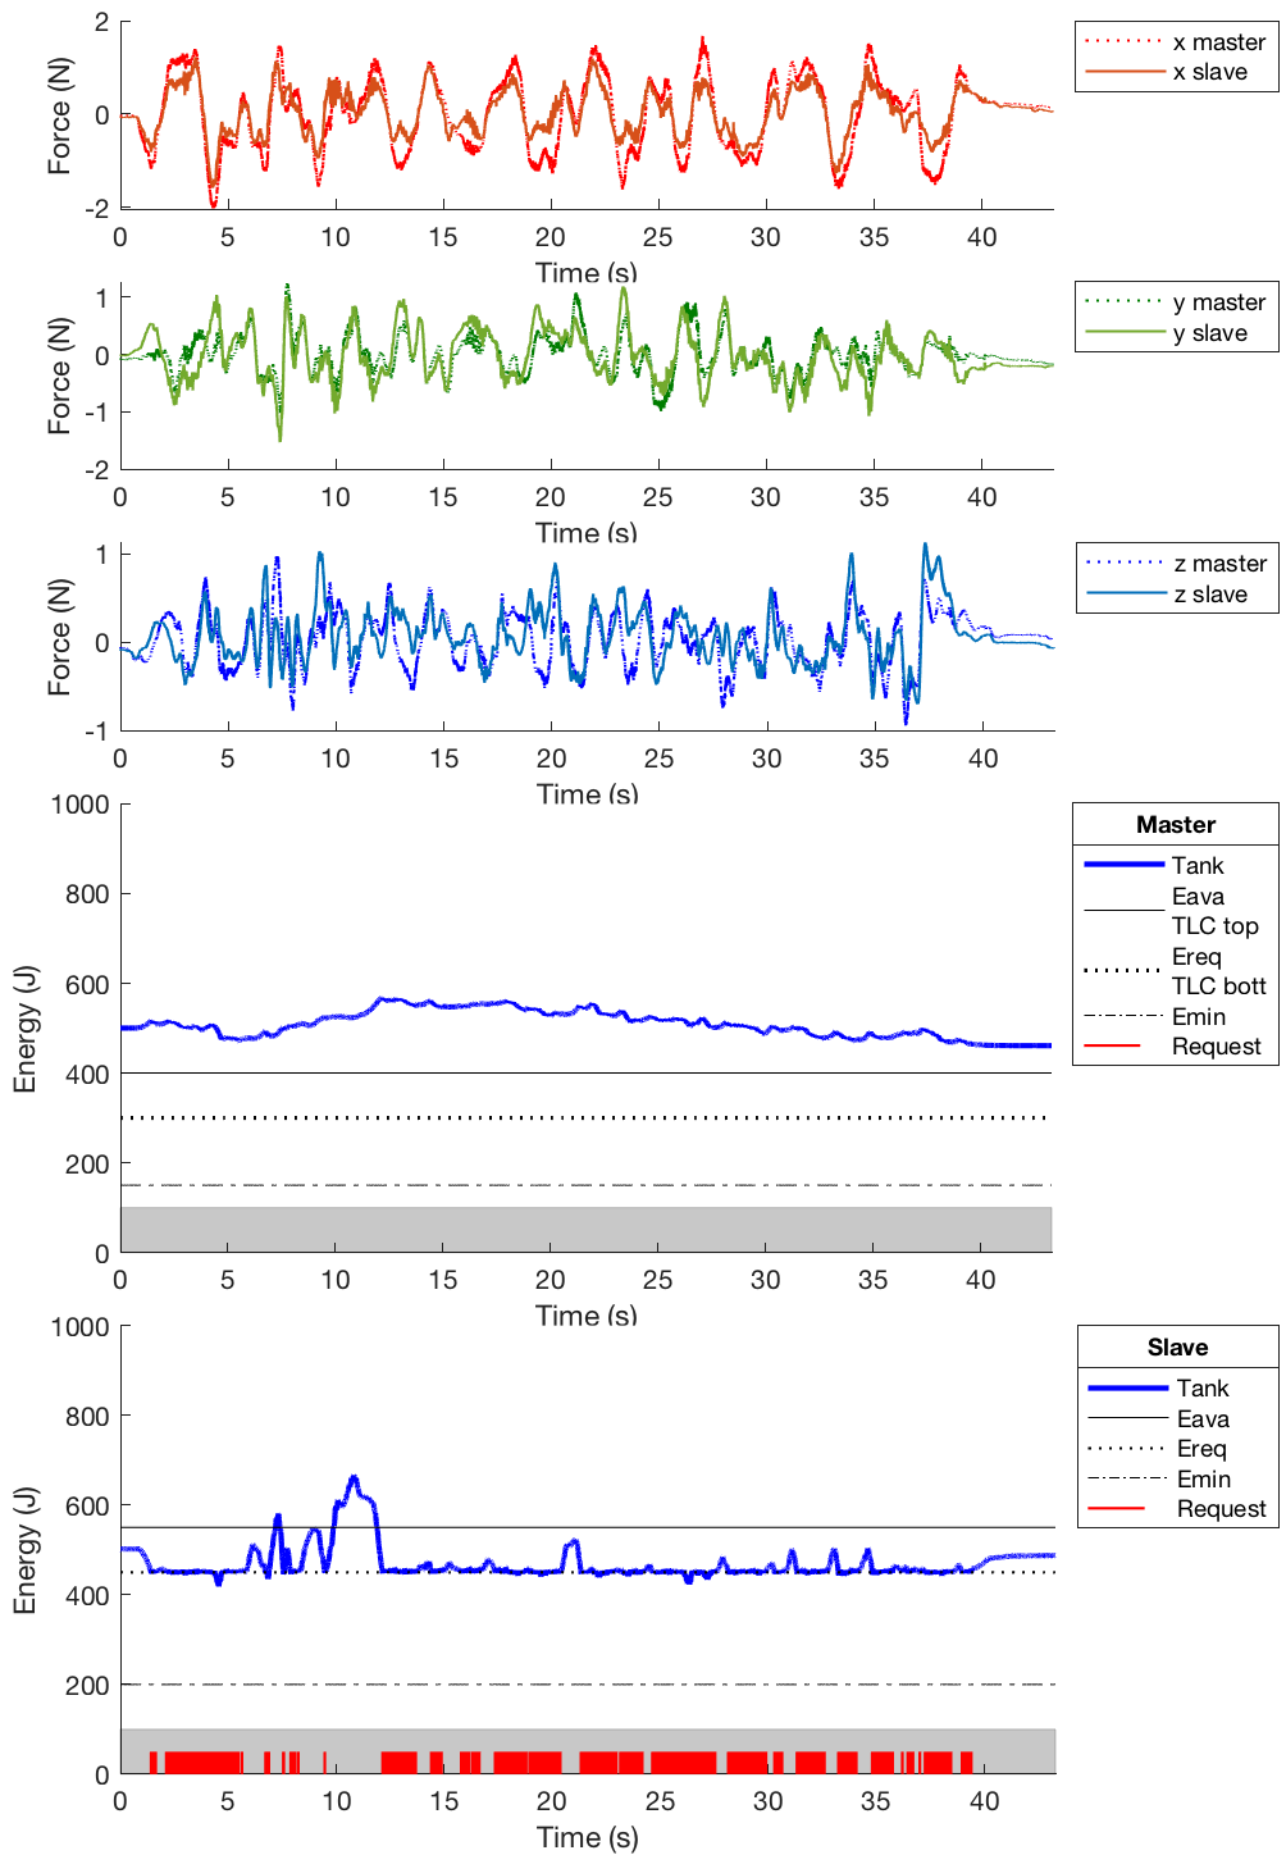 2
0
-2
Force (N)
0 5 10 15 20 25 30 35 40
Time (s)
x master
x slave
1
0
-1
-2
Force (N)
0 5 10 15 20 25 30 35 40
Time (s)
y master
y slave
1
0
-1
Force (N)
0 5 10 15 20 25 30 35 40
Time (s)
z master
z slave
1000
800
600
400
200
0
Energy (J)
0 5 10 15 20 25 30 35 40
Time (s)
Master
Tank
Eava
TLC top
Ereq
TLC bott
Emin
Request
1000
800
600
400
200
0
Energy (J)
0 5 10 15 20 25 30 35 40
Time (s)
Slave
Tank
Eava
Ereq
Emin
Request